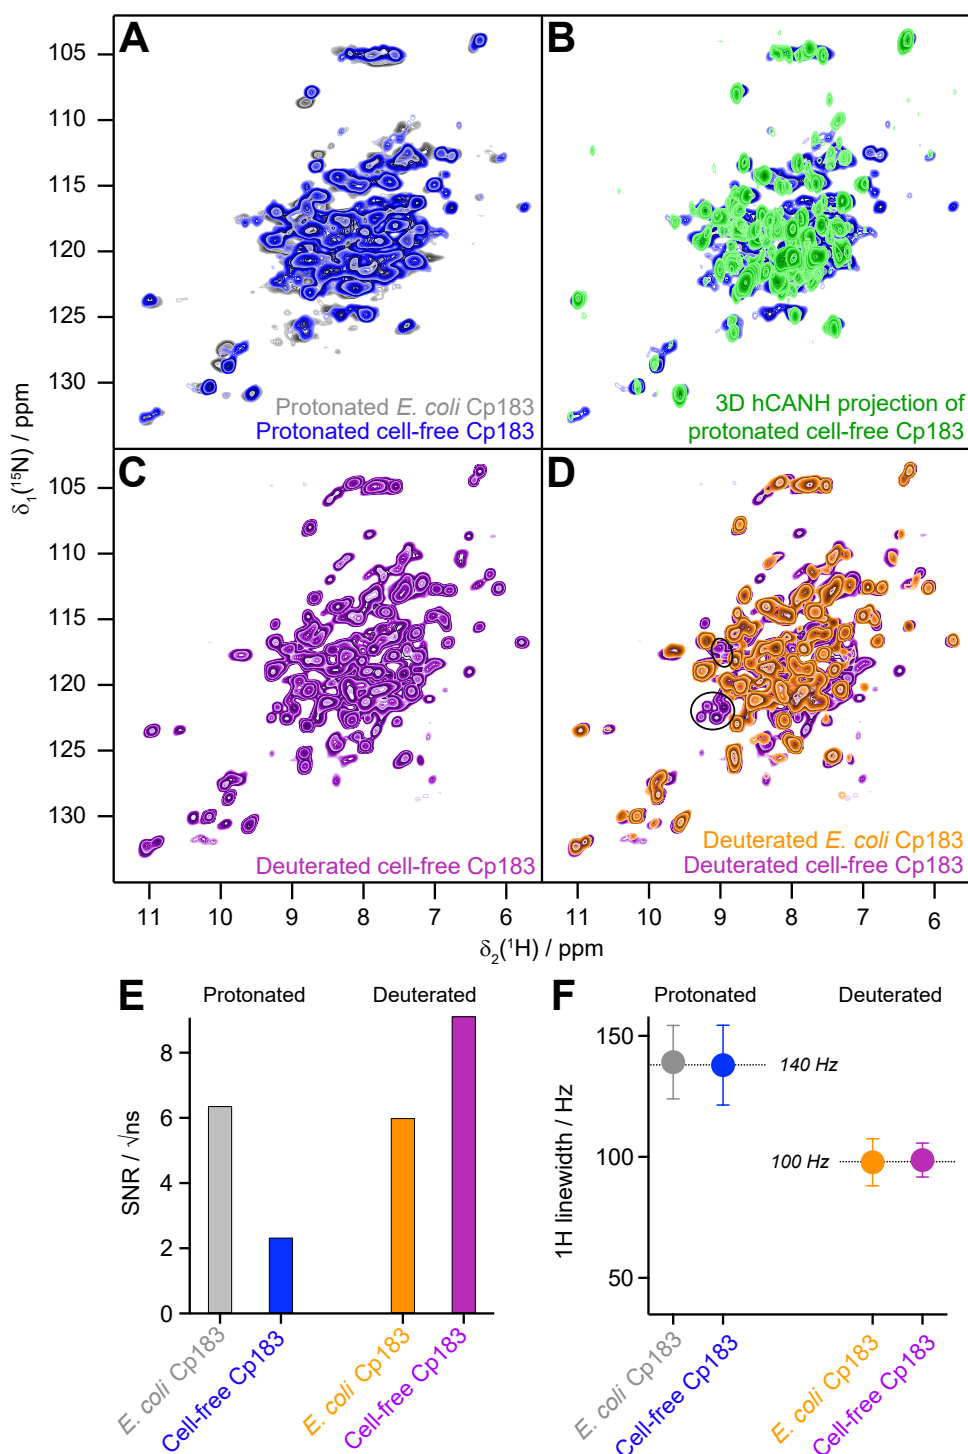 A
B
105
110
115
120
125
130
Protonated E. coli Cp183
Protonated cell-free Cp183
3D hCANH projection of
protonated cell-free Cp183
δ1(15N) / ppm
C
D
105
110
115
120
125
130
Deuterated cell-free Cp183
Deuterated E. coli Cp183
Deuterated cell-free Cp183
11 10 9 8 7 6
11 10 9 8 7 6
δ2(1H) / ppm
E
Protonated Deuterated
SNR / √ns
8
6
4
2
0
E. coli Cp183
Cell-free Cp183
E. coli Cp183
Cell-free Cp183
F
Protonated Deuterated
1H linewidth / Hz
150
100
50
140 Hz
100 Hz
E. coli Cp183
Cell-free Cp183
E. coli Cp183
Cell-free Cp183